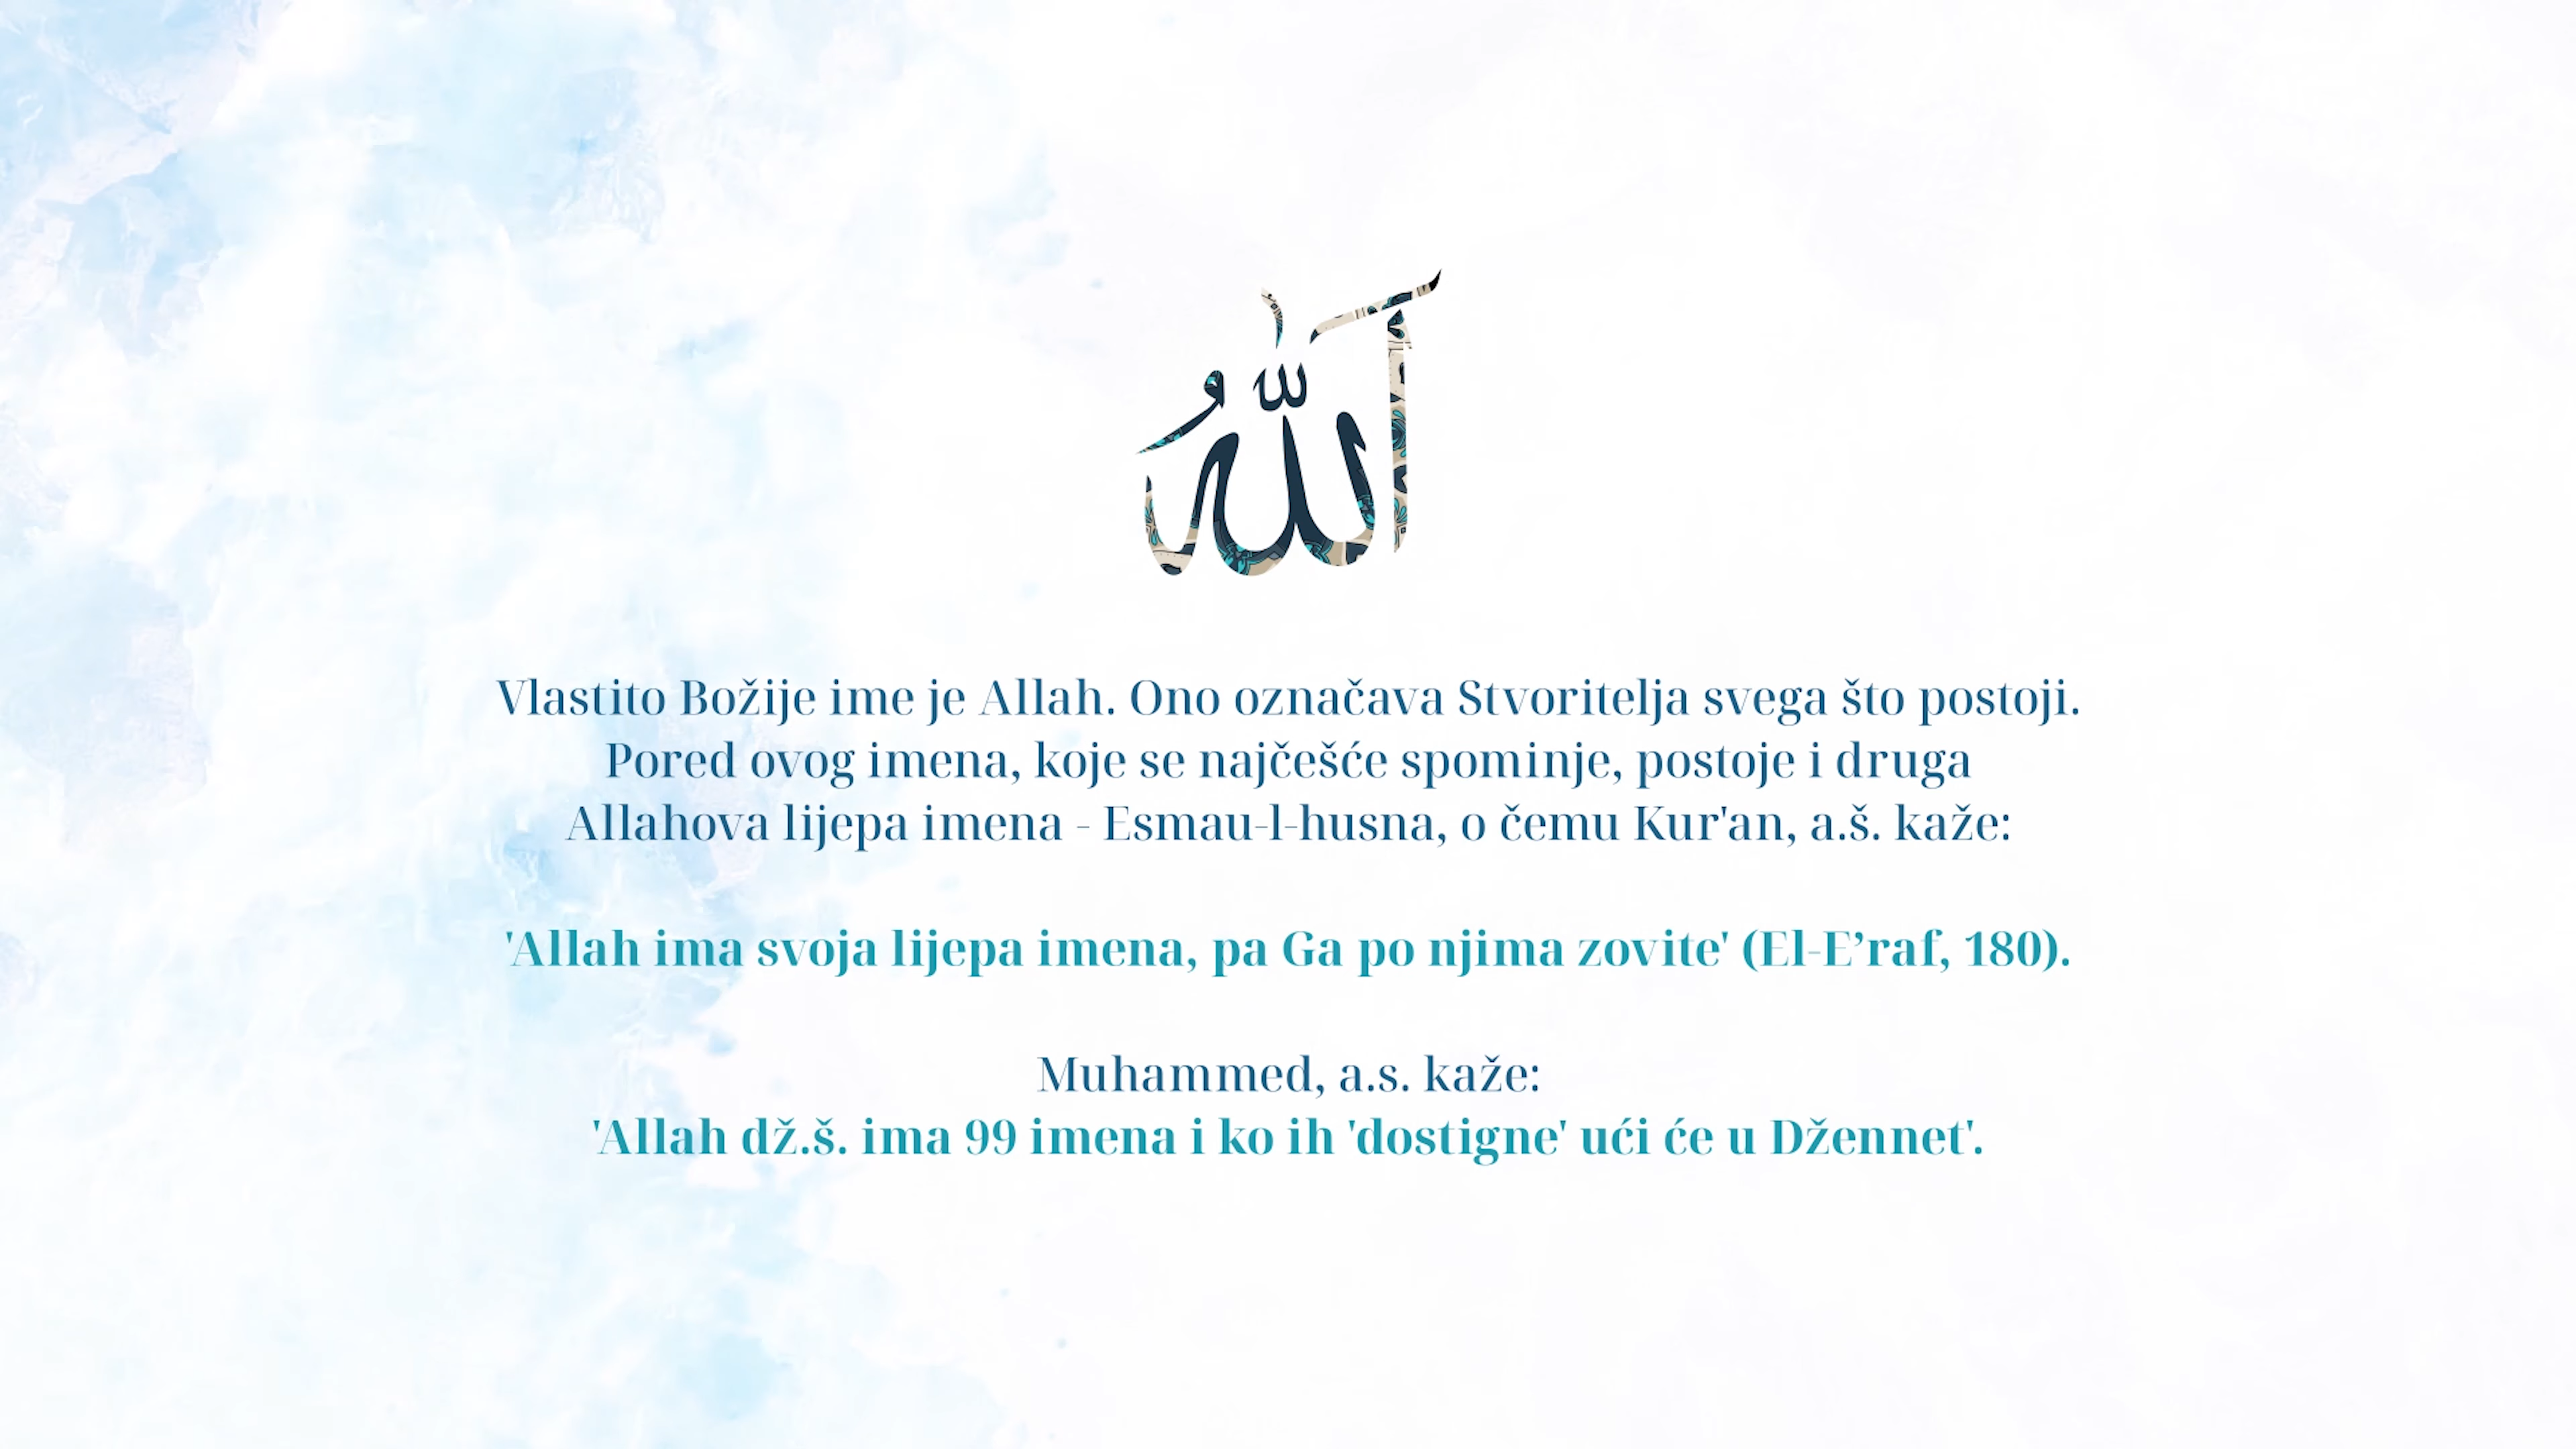 الله
Vlastito Božije ime je Allah. Ono označava Stvoritelja svega što postoji.
Pored ovog imena, koje se najčešće spominje, postoje i druga
Allahova lijepa imena - Esmau-l-husna, o čemu Kur'an, a.š. kaže:
'Allah ima svoja lijepa imena, pa Ga po njima zovite' (El-E’raf, 180).
Muhammed, a.s. kaže:
'Allah dž.š. ima 99 imena i ko ih 'dostigne' ući će u Džennet'.